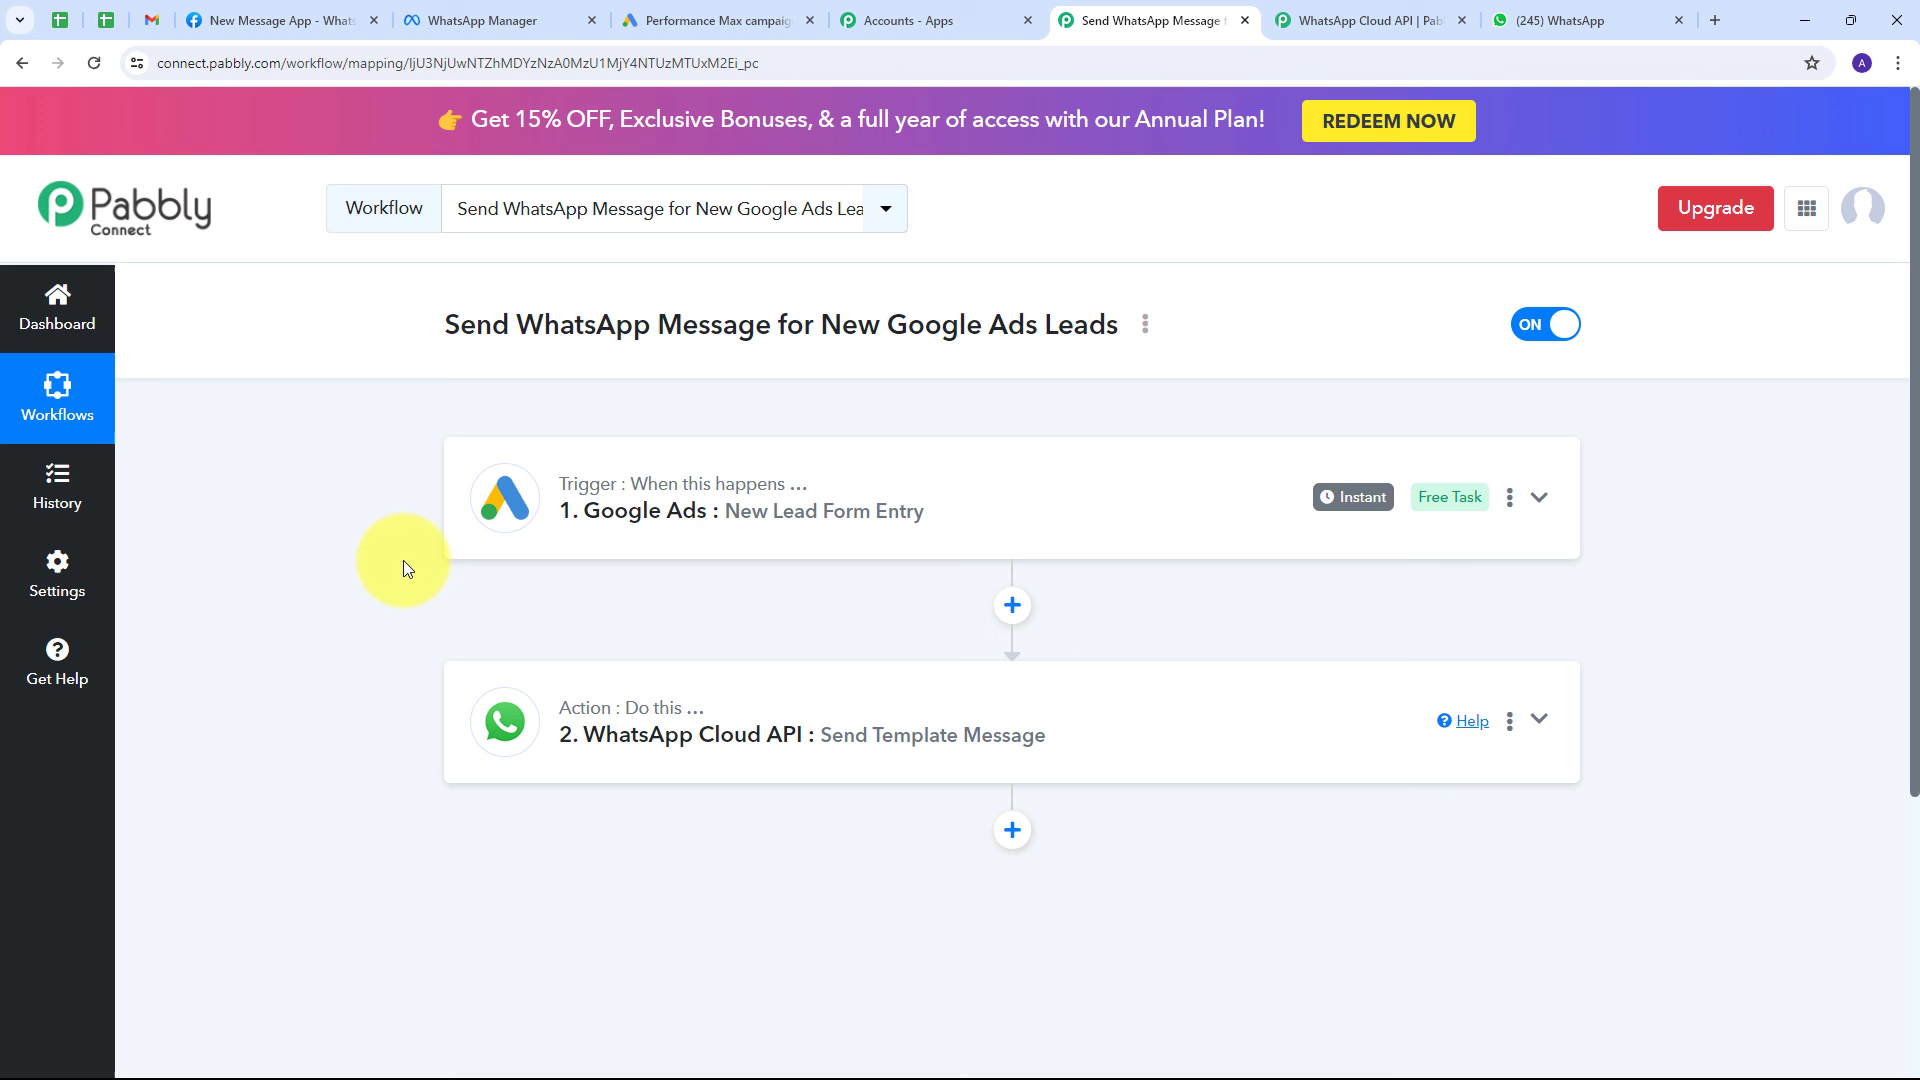 New Message App - Whats
WhatsApp Manager
Performance Max campaig
Accounts - Apps
Send WhatsApp Message f
WhatsApp Cloud API | Pab
(245) WhatsApp
connect.pabbly.com/workflow/mapping/IjU3NjUwNTZhMDYzNzA0MzU1MjY4NTUzMTUxM2Ei_pc
A
Get 15% OFF, Exclusive Bonuses, & a full year of access with our Annual Plan!
REDEEM NOW
Pabbly
Connect
Workflow
Send WhatsApp Message for New Google Ads Lea
Upgrade
Dashboard
Workflows
History
Settings
Get Help
Send WhatsApp Message for New Google Ads Leads
ON
Trigger : When this happens ...
1. Google Ads : New Lead Form Entry
Instant
Free Task
Action : Do this ...
2. WhatsApp Cloud API : Send Template Message
Help